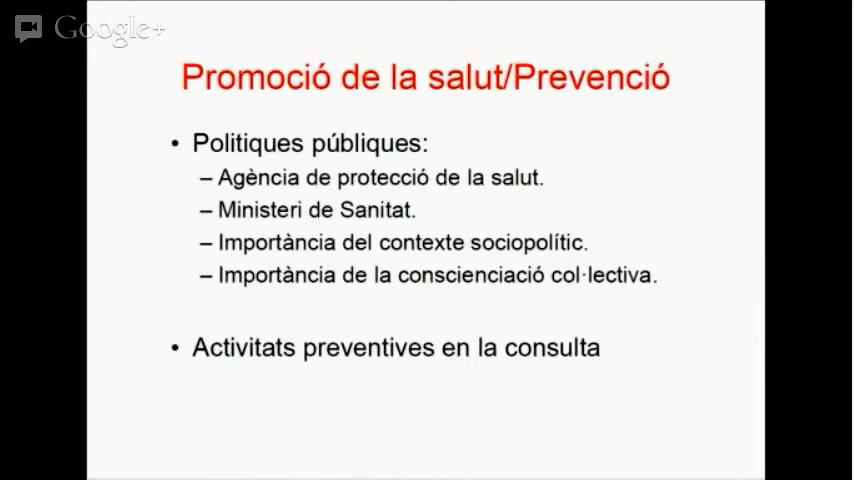 Google+
Promoció de la salut/Prevenció
• Politiques públiques:
– Agència de protecció de la salut.
– Ministeri de Sanitat.
– Importància del contexte sociopolític.
– Importància de la conscienciació col·lectiva.
• Activitats preventives en la consulta